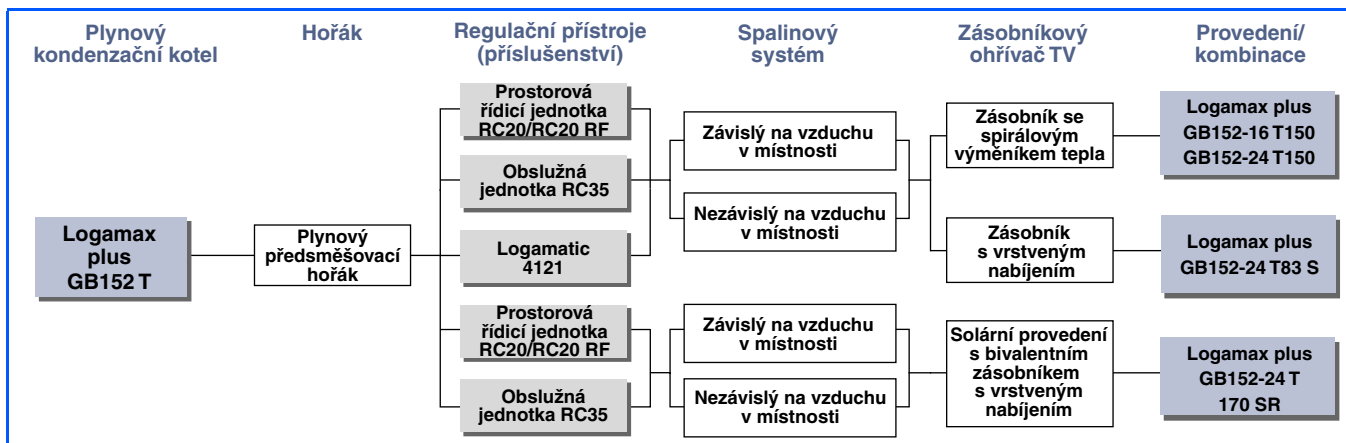 Plynový
kondenzační kotel
Hořák
Regulační přístroje
(příslušenství)
Spalinový
systém
Zásobníkový
ohřívač TV
Provedení/
kombinace
Logamax
plus
GB152 T
Plynový
předsměšovací
hořák
Prostorová
řídicí jednotka
RC20/RC20 RF
Obslužná
jednotka RC35
Logamatic
4121
Prostorová
řídicí jednotka
RC20/RC20 RF
Obslužná
jednotka RC35
Závislý na vzduchu
v místnosti
Nezávislý na vzduchu
v místnosti
Závislý na vzduchu
v místnosti
Nezávislý na vzduchu
v místnosti
Zásobník se
spirálovým
výměníkem tepla
Zásobník
s vrstveným
nabíjením
Solární provedení
s bivalentním
zásobníkem
s vrstveným
nabíjením
Logamax plus
GB152-16 T150
GB152-24 T150
Logamax plus
GB152-24 T83 S
Logamax plus
GB152-24 T
170 SR